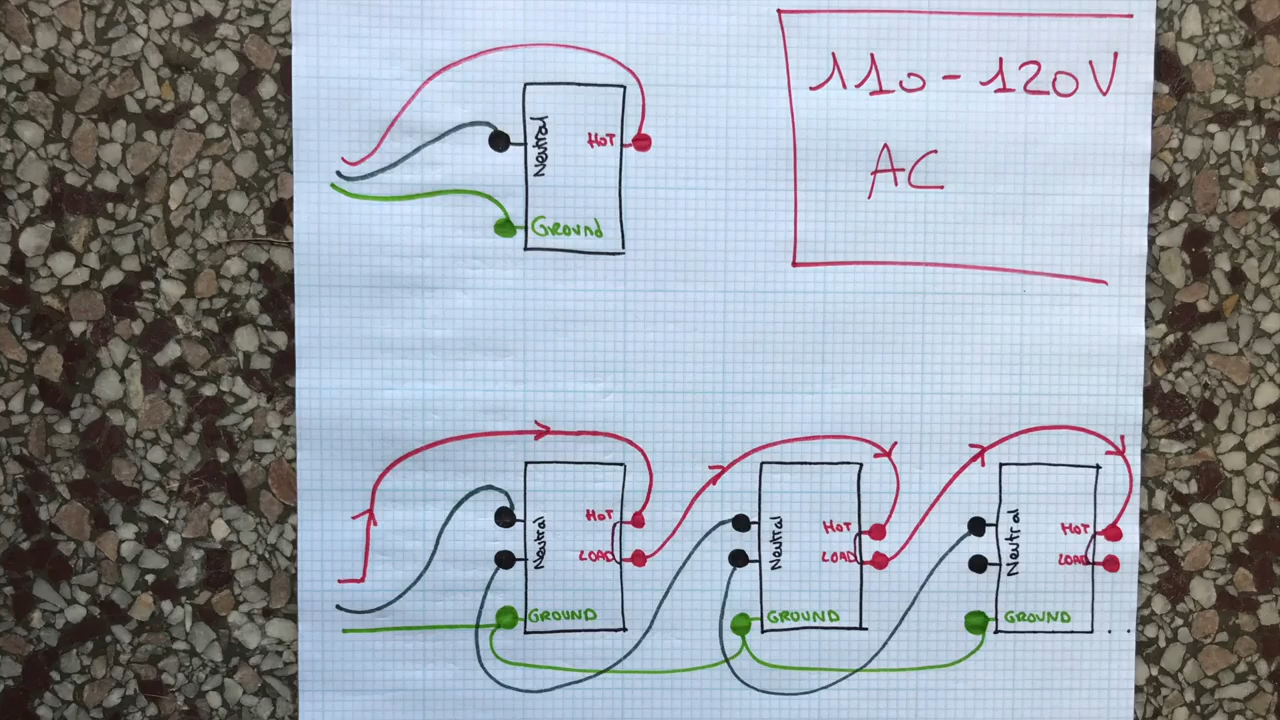 110-120V
AC
Neutral
HOT
GROUND
Neutral
HOT
LOAD
GROUND
Neutral
HOT
LOAD
GROUND
Neutral
HOT
LOAD
GROUND
...